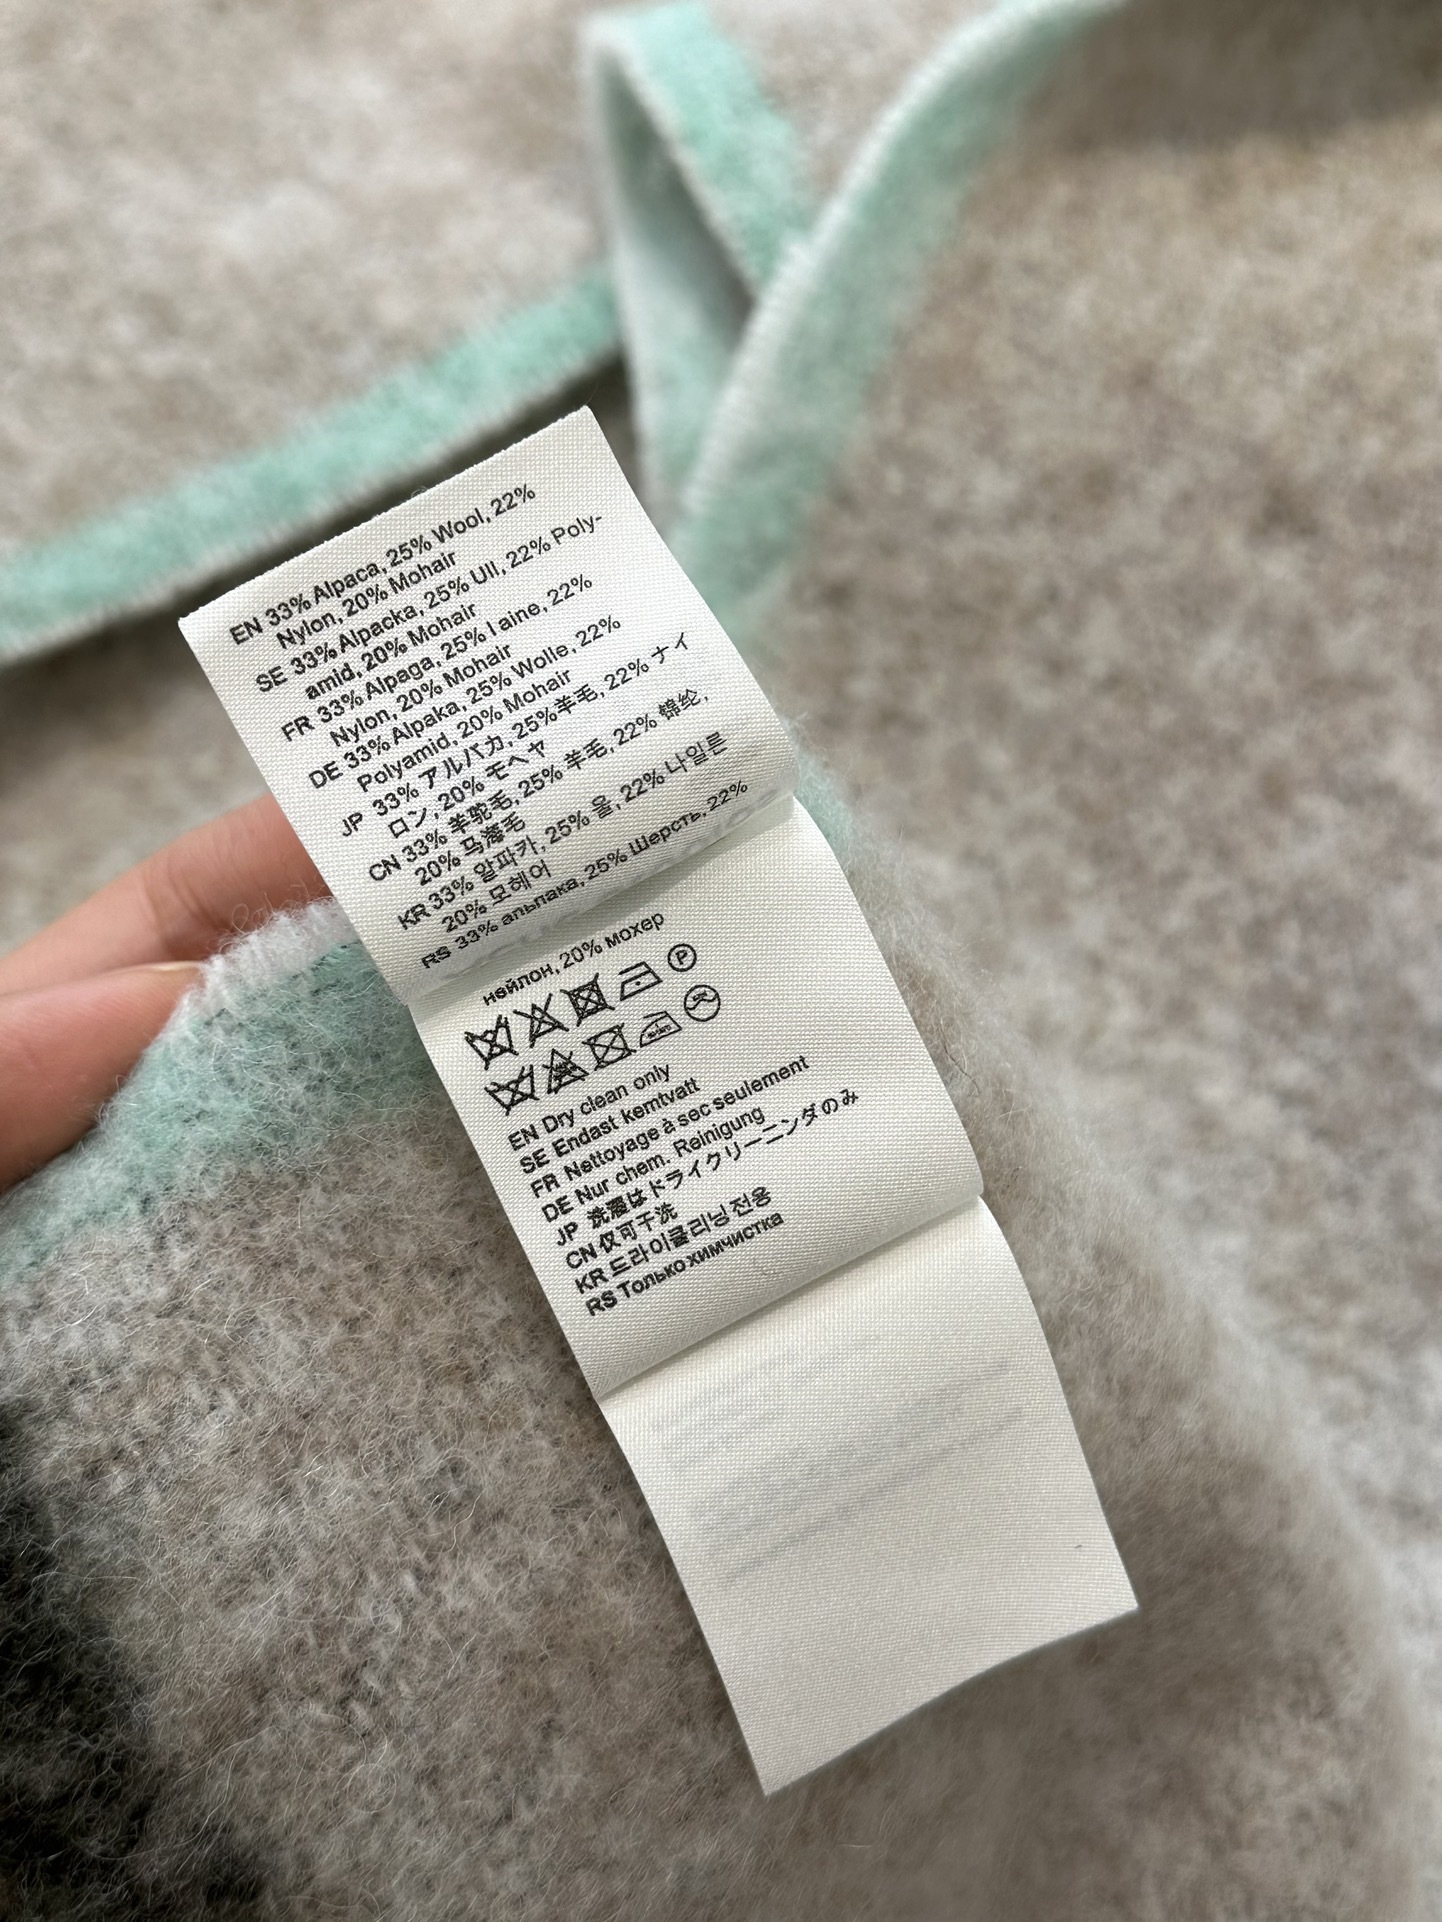 EN 33% Alpaca, 25% Wool, 22%
Nylon, 20% Mohair
SE 33% Alpacka, 25% Ull, 22% Poly-
amid, 20% Mohair
FR 33% Alpaga, 25% Laine, 22%
Nylon, 20% Mohair
DE 33% Alpaka, 25% Wolle, 22%
Polyamid, 20% Mohair
JP 33% アルパカ, 25%羊毛, 22% ナイ
ロン, 20% モヘヤ
CN 33% 羊驼毛, 25% 羊毛, 22% 锦纶,
20% 马海毛
KR 33% 알파카, 25% 울, 22% 나일론
20% 모헤어
RS 33% альпака, 25% Шерсть, 22%
нейлон, 20% мохер
P
EN Dry clean only
SE Endast kemtvatt
FR Nettoyage à sec seulement
DE Nur chem. Reinigung
JP 洗濯はドライクリーニンダのみ
CN 仅可干洗
KR 드라이클리닝 전용
RS Только химчистка